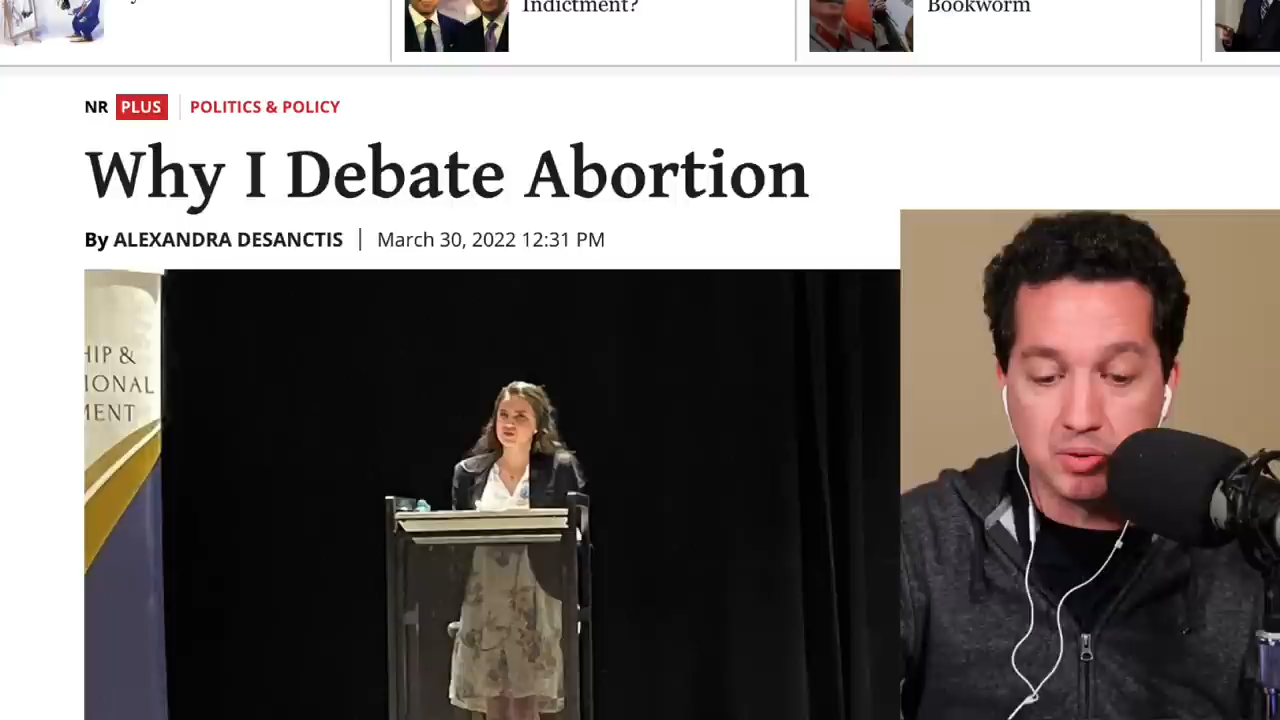 Indictment?
Bookworm
NR PLUS POLITICS & POLICY
Why I Debate Abortion
By ALEXANDRA DESANCTIS March 30, 2022 12:31 PM
HIP &
IONAL
MENT